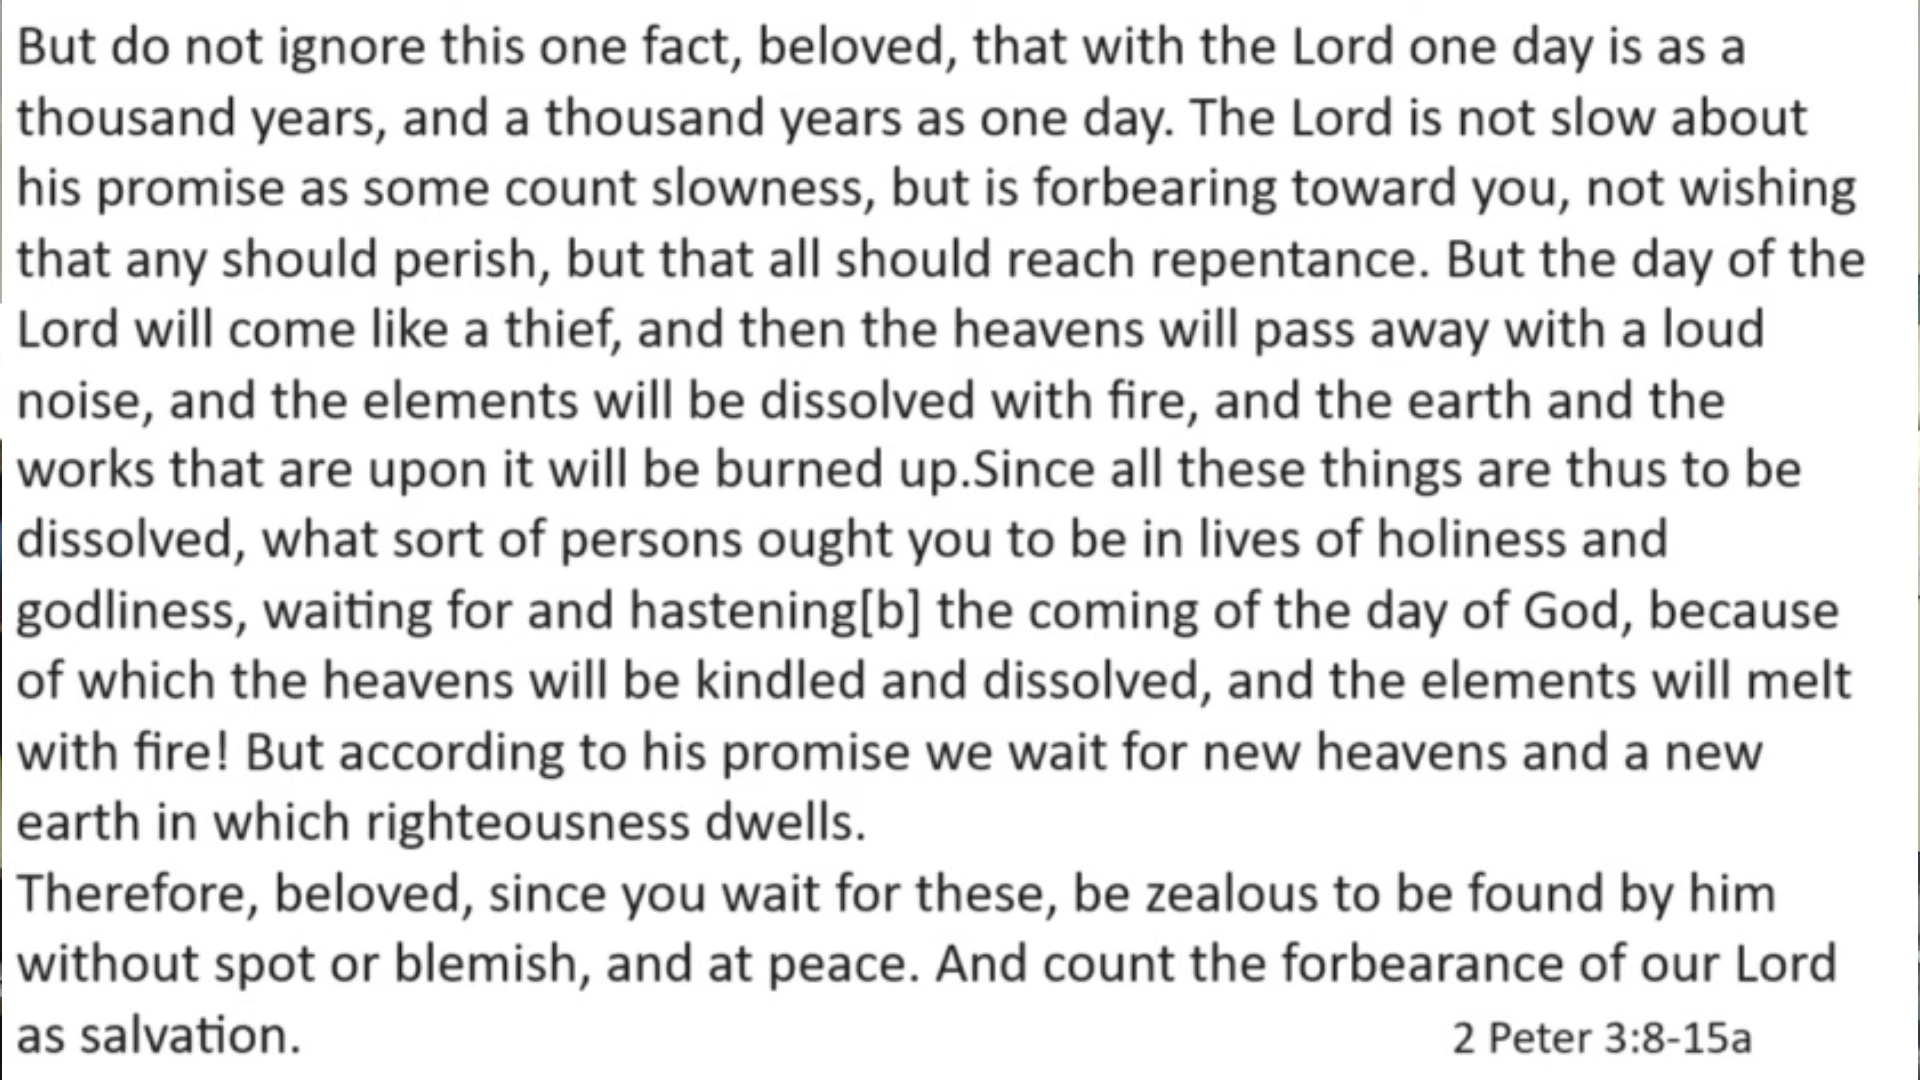 But do not ignore this one fact, beloved, that with the Lord one day is as a
thousand years, and a thousand years as one day. The Lord is not slow about
his promise as some count slowness, but is forbearing toward you, not wishing
that any should perish, but that all should reach repentance. But the day of the
Lord will come like a thief, and then the heavens will pass away with a loud
noise, and the elements will be dissolved with fire, and the earth and the
works that are upon it will be burned up.Since all these things are thus to be
dissolved, what sort of persons ought you to be in lives of holiness and
godliness, waiting for and hastening[b] the coming of the day of God, because
of which the heavens will be kindled and dissolved, and the elements will melt
with fire! But according to his promise we wait for new heavens and a new
earth in which righteousness dwells.
Therefore, beloved, since you wait for these, be zealous to be found by him
without spot or blemish, and at peace. And count the forbearance of our Lord
as salvation. 2 Peter 3:8-15a